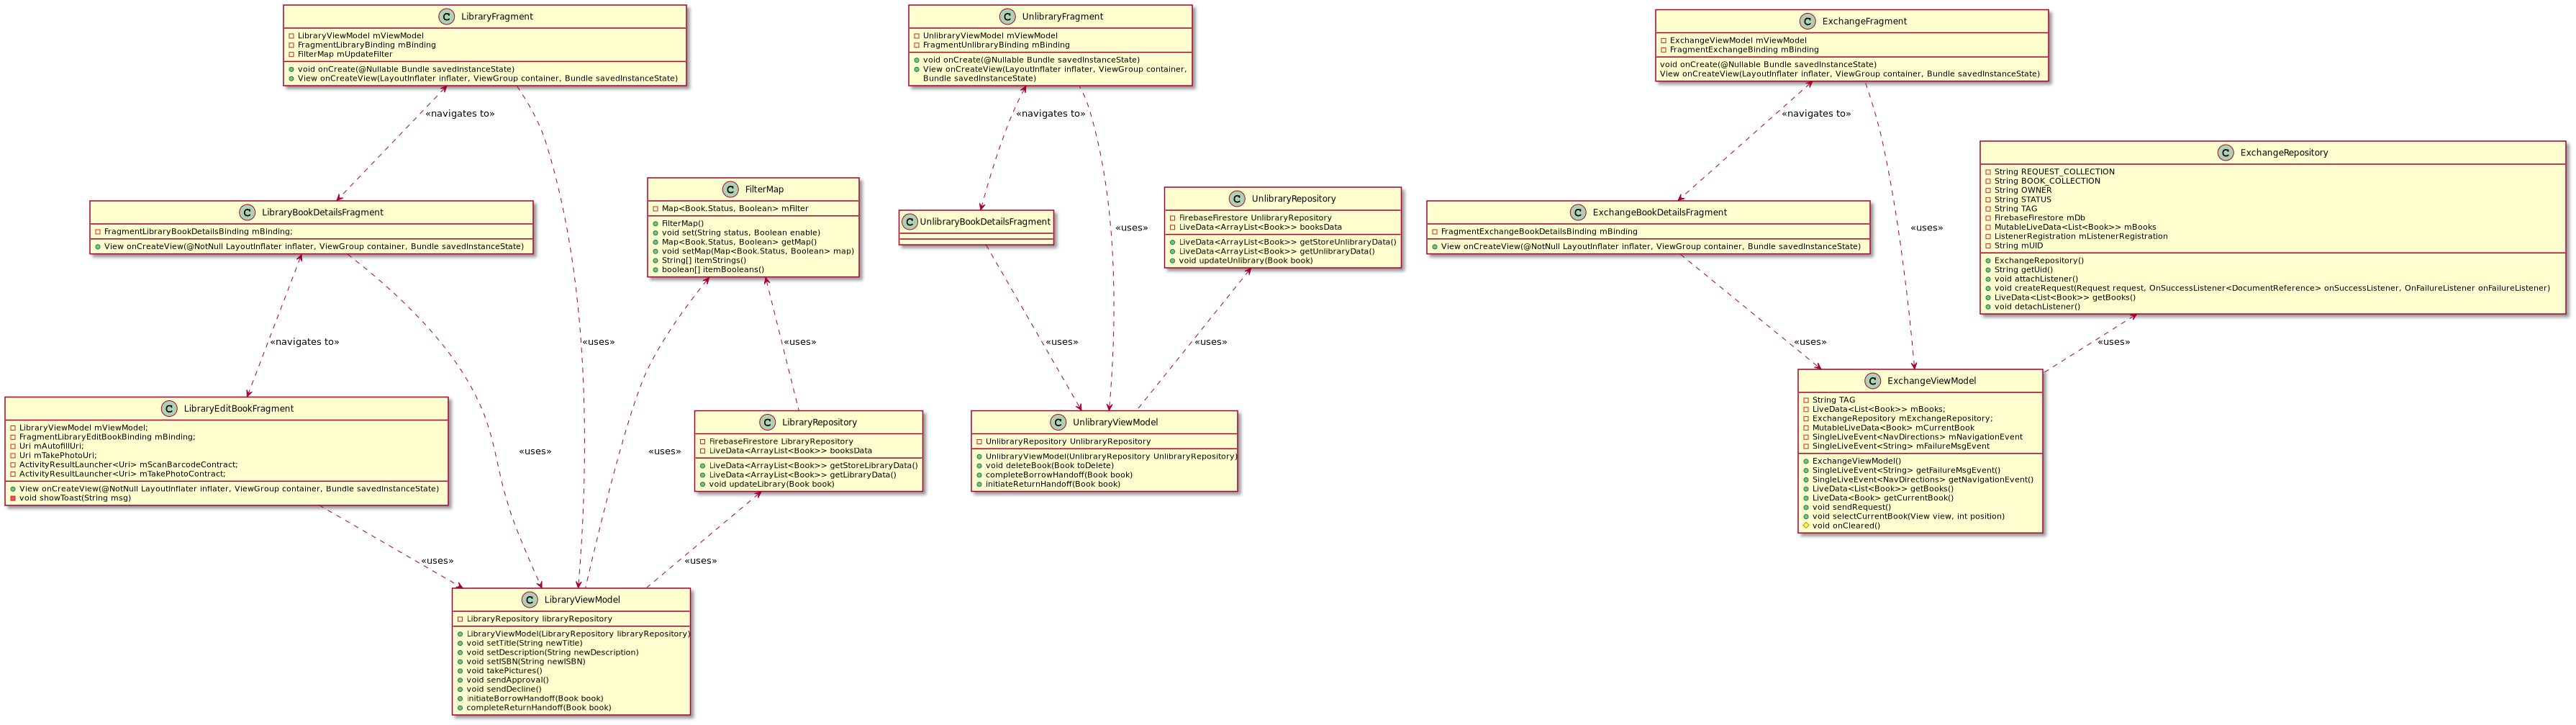 LibraryFragment
LibraryViewModel mViewModel
FragmentLibraryBinding mBinding
FilterMap mUpdateFilter
void onCreate(@Nullable Bundle savedInstanceState)
View onCreateView(LayoutInflater inflater, ViewGroup container, Bundle savedInstanceState)
UnlibraryFragment
UnlibraryViewModel mViewModel
FragmentUnlibraryBinding mBinding
void onCreate(@Nullable Bundle savedInstanceState)
View onCreateView(LayoutInflater inflater, ViewGroup container,
Bundle savedInstanceState)
ExchangeFragment
ExchangeViewModel mViewModel
FragmentExchangeBinding mBinding
void onCreate(@Nullable Bundle savedInstanceState)
View onCreateView(LayoutInflater inflater, ViewGroup container, Bundle savedInstanceState)
«navigates to»
«navigates to»
«navigates to»
LibraryBookDetailsFragment
FragmentLibraryBookDetailsBinding mBinding;
View onCreateView(@NotNull LayoutInflater inflater, ViewGroup container, Bundle savedInstanceState)
FilterMap
Map<Book.Status, Boolean> mFilter
FilterMap()
void set(String status, Boolean enable)
Map<Book.Status, Boolean> getMap()
void setMap(Map<Book.Status, Boolean> map)
String[] itemStrings()
boolean[] itemBooleans()
UnlibraryBookDetailsFragment
«uses»
UnlibraryRepository
FirebaseFirestore UnlibraryRepository
LiveData<ArrayList<Book>> booksData
LiveData<ArrayList<Book>> getStoreUnlibraryData()
LiveData<ArrayList<Book>> getUnlibraryData()
void updateUnlibrary(Book book)
ExchangeBookDetailsFragment
FragmentExchangeBookDetailsBinding mBinding
View onCreateView(@NotNull LayoutInflater inflater, ViewGroup container, Bundle savedInstanceState)
«uses»
ExchangeRepository
String REQUEST_COLLECTION
String BOOK_COLLECTION
String OWNER
String STATUS
String TAG
FirebaseFirestore mDb
MutableLiveData<List<Book>> mBooks
ListenerRegistration mListenerRegistration
String mUID
ExchangeRepository()
String getUid()
void attachListener()
void createRequest(Request request, OnSuccessListener<DocumentReference> onSuccessListener, OnFailureListener onFailureListener)
LiveData<List<Book>> getBooks()
void detachListener()
«navigates to»
«uses»
«uses»
«uses»
«uses»
«uses»
«uses»
LibraryEditBookFragment
LibraryViewModel mViewModel;
FragmentLibraryEditBookBinding mBinding;
Uri mAutofillUri;
Uri mTakePhotoUri;
ActivityResultLauncher<Uri> mScanBarcodeContract;
ActivityResultLauncher<Uri> mTakePhotoContract;
View onCreateView(@NotNull LayoutInflater inflater, ViewGroup container, Bundle savedInstanceState)
void showToast(String msg)
«uses»
«uses»
LibraryRepository
FirebaseFirestore LibraryRepository
LiveData<ArrayList<Book>> booksData
LiveData<ArrayList<Book>> getStoreLibraryData()
LiveData<ArrayList<Book>> getLibraryData()
void updateLibrary(Book book)
UnlibraryViewModel
UnlibraryRepository UnlibraryRepository
UnlibraryViewModel(UnlibraryRepository UnlibraryRepository)
void deleteBook(Book toDelete)
completeBorrowHandoff(Book book)
initiateReturnHandoff(Book book)
ExchangeViewModel
String TAG
LiveData<List<Book>> mBooks;
ExchangeRepository mExchangeRepository;
MutableLiveData<Book> mCurrentBook
SingleLiveEvent<NavDirections> mNavigationEvent
SingleLiveEvent<String> mFailureMsgEvent
ExchangeViewModel()
SingleLiveEvent<String> getFailureMsgEvent()
SingleLiveEvent<NavDirections> getNavigationEvent()
LiveData<List<Book>> getBooks()
LiveData<Book> getCurrentBook()
void sendRequest()
void selectCurrentBook(View view, int position)
void onCleared()
«uses»
«uses»
LibraryViewModel
LibraryRepository libraryRepository
LibraryViewModel(LibraryRepository libraryRepository)
void setTitle(String newTitle)
void setDescription(String newDescription)
void setISBN(String newISBN)
void takePictures()
void sendApproval()
void sendDecline()
initiateBorrowHandoff(Book book)
completeReturnHandoff(Book book)